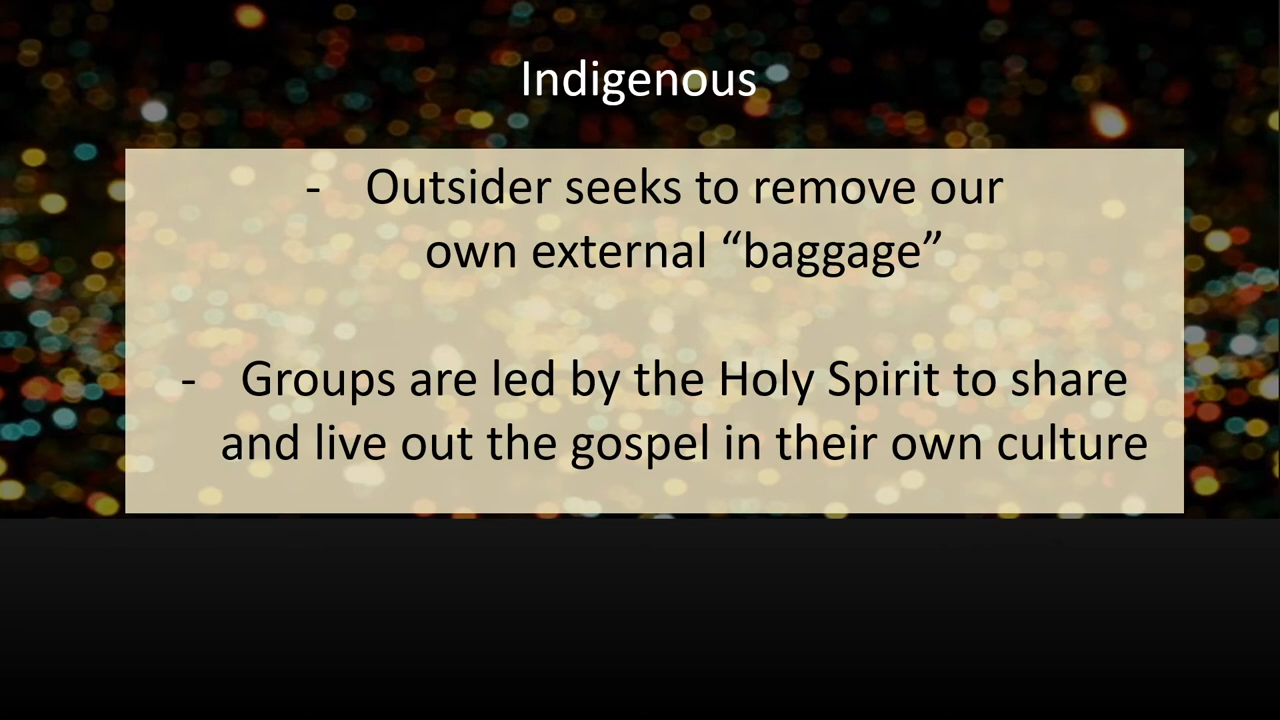 Indigenous
- Outsider seeks to remove our
own external “baggage”
- Groups are led by the Holy Spirit to share
and live out the gospel in their own culture